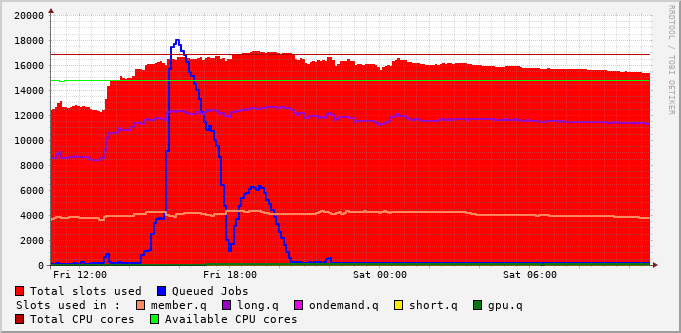 20000
18000
16000
14000
12000
10000
8000
6000
4000
2000
0
Fri 12:00 Fri 18:00 Sat 00:00 Sat 06:00
RRDTOOL / TOBI OETIKER
Total slots used Queued Jobs
Slots used in : member.q long.q ondemand.q short.q gpu.q
Total CPU cores Available CPU cores